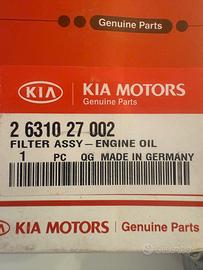 Genuine Parts
KIA KIA MOTORS
Genuine Parts
2 6310 27 002
FILTER ASSY-ENGINE OIL
1 PC QG MADE IN GERMANY
KIA KIA MOTORS Genuine Parts